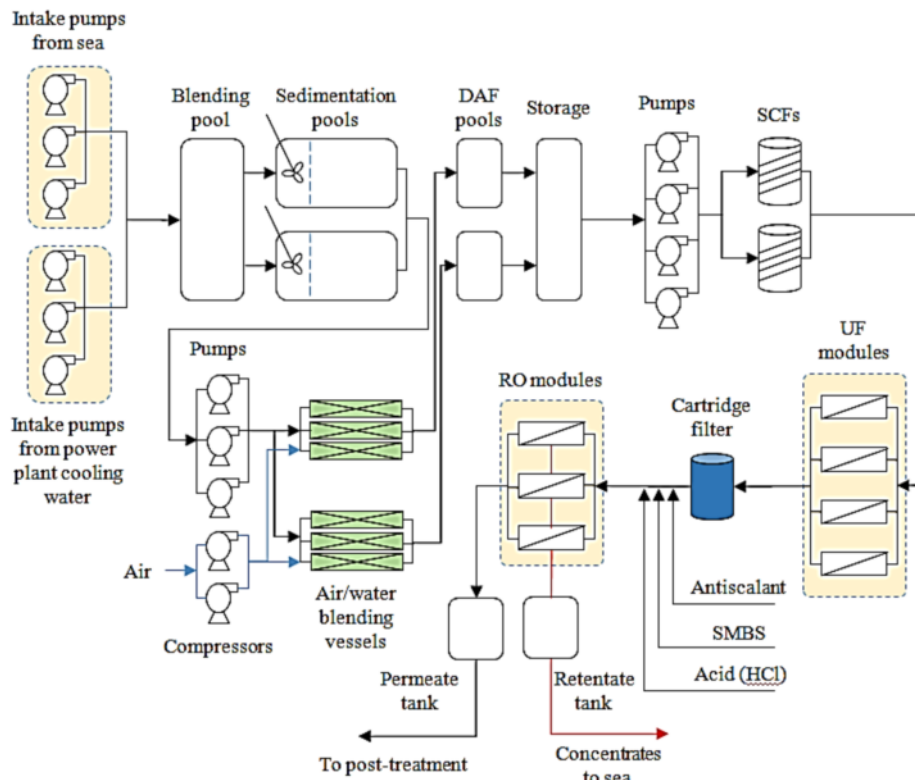 Intake pumps
from sea
Blending
pool
Sedimentation
pools
DAF
pools
Storage
Pumps
SCFs
Intake pumps
from power
plant cooling
water
Pumps
Air
Compressors
Air/water
blending
vessels
RO modules
Cartridge
filter
UF
modules
Antiscalant
SMBS
Acid (HCl)
Permeate
tank
Retentate
tank
To post-treatment
Concentrates
to sea